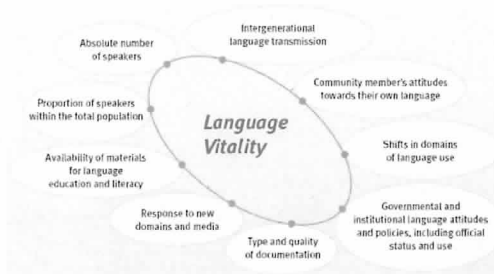 Intergenerational
language transmission
Absolute number
of speakers
Community member's attitudes
towards their own language
Proportion of speakers
within the total population
Language
Vitality
Shifts in domains
of language use
Availability of materials
for language
education and literacy
Governmental and
institutional language attitudes
and policies, including official
status and use
Response to new
domains and media
Type and quality
of documentation